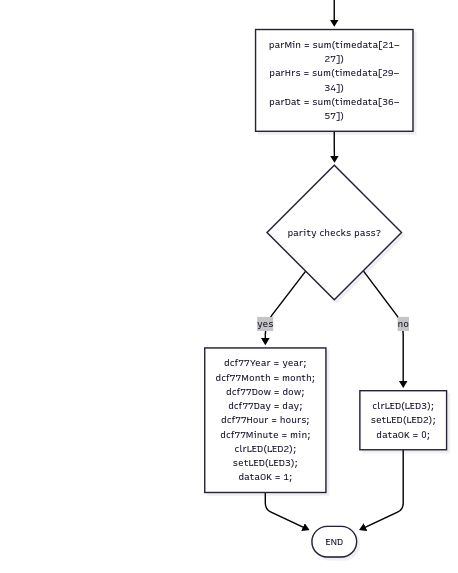 parMin = sum(timedata[21–
27])
parHrs = sum(timedata[29–
34])
parDat = sum(timedata[36–
57])
parity checks pass?
yes
no
dcf77Year = year;
dcf77Month = month;
dcf77Dow = dow;
dcf77Day = day;
dcf77Hour = hours;
dcf77Minute = min;
clrLED(LED2);
setLED(LED3);
dataOK = 1;
clrLED(LED3);
setLED(LED2);
dataOK = 0;
END